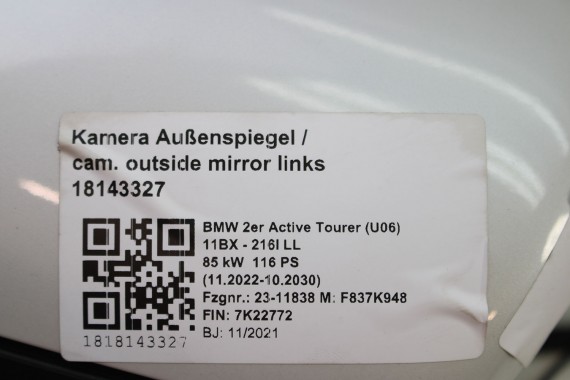 Kamera Außenspiegel /
cam. outside mirror links
18143327
BMW 2er Active Tourer (U06)
11BX - 216I LL
85 kW 116 PS
(11.2022-10.2030)
Fzgnr.: 23-11838 M: F837K948
FIN: 7K22772
BJ: 11/2021
1818143327